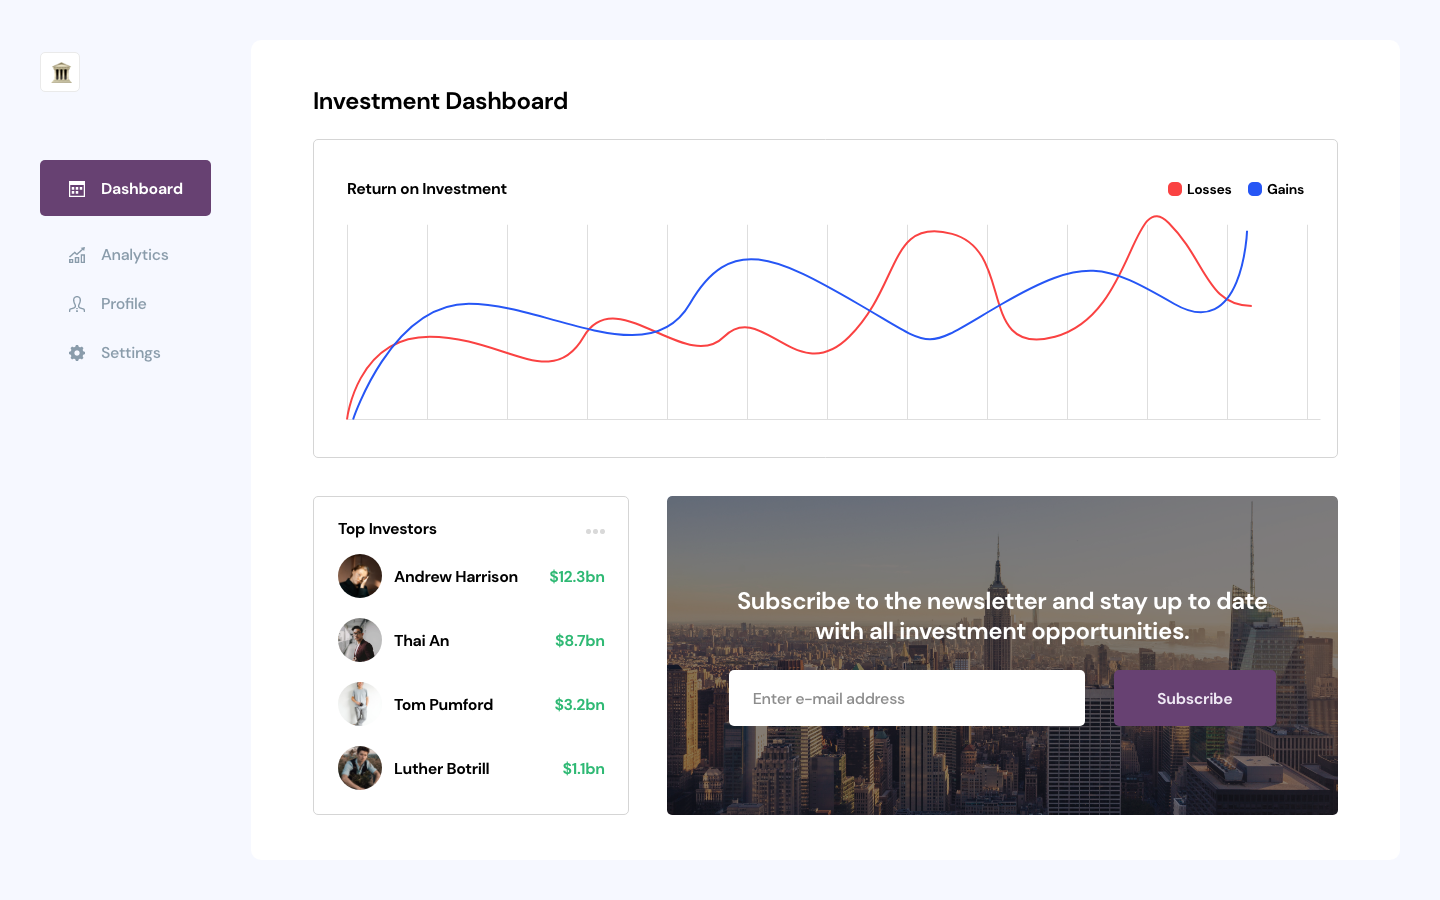 Investment Dashboard
Dashboard
Analytics
Profile
Settings
Return on Investment
Losses
Gains
Top Investors
Andrew Harrison $12.3bn
Thai An $8.7bn
Tom Pumford $3.2bn
Luther Botrill $1.1bn
Subscribe to the newsletter and stay up to date
with all investment opportunities.
Enter e-mail address
Subscribe